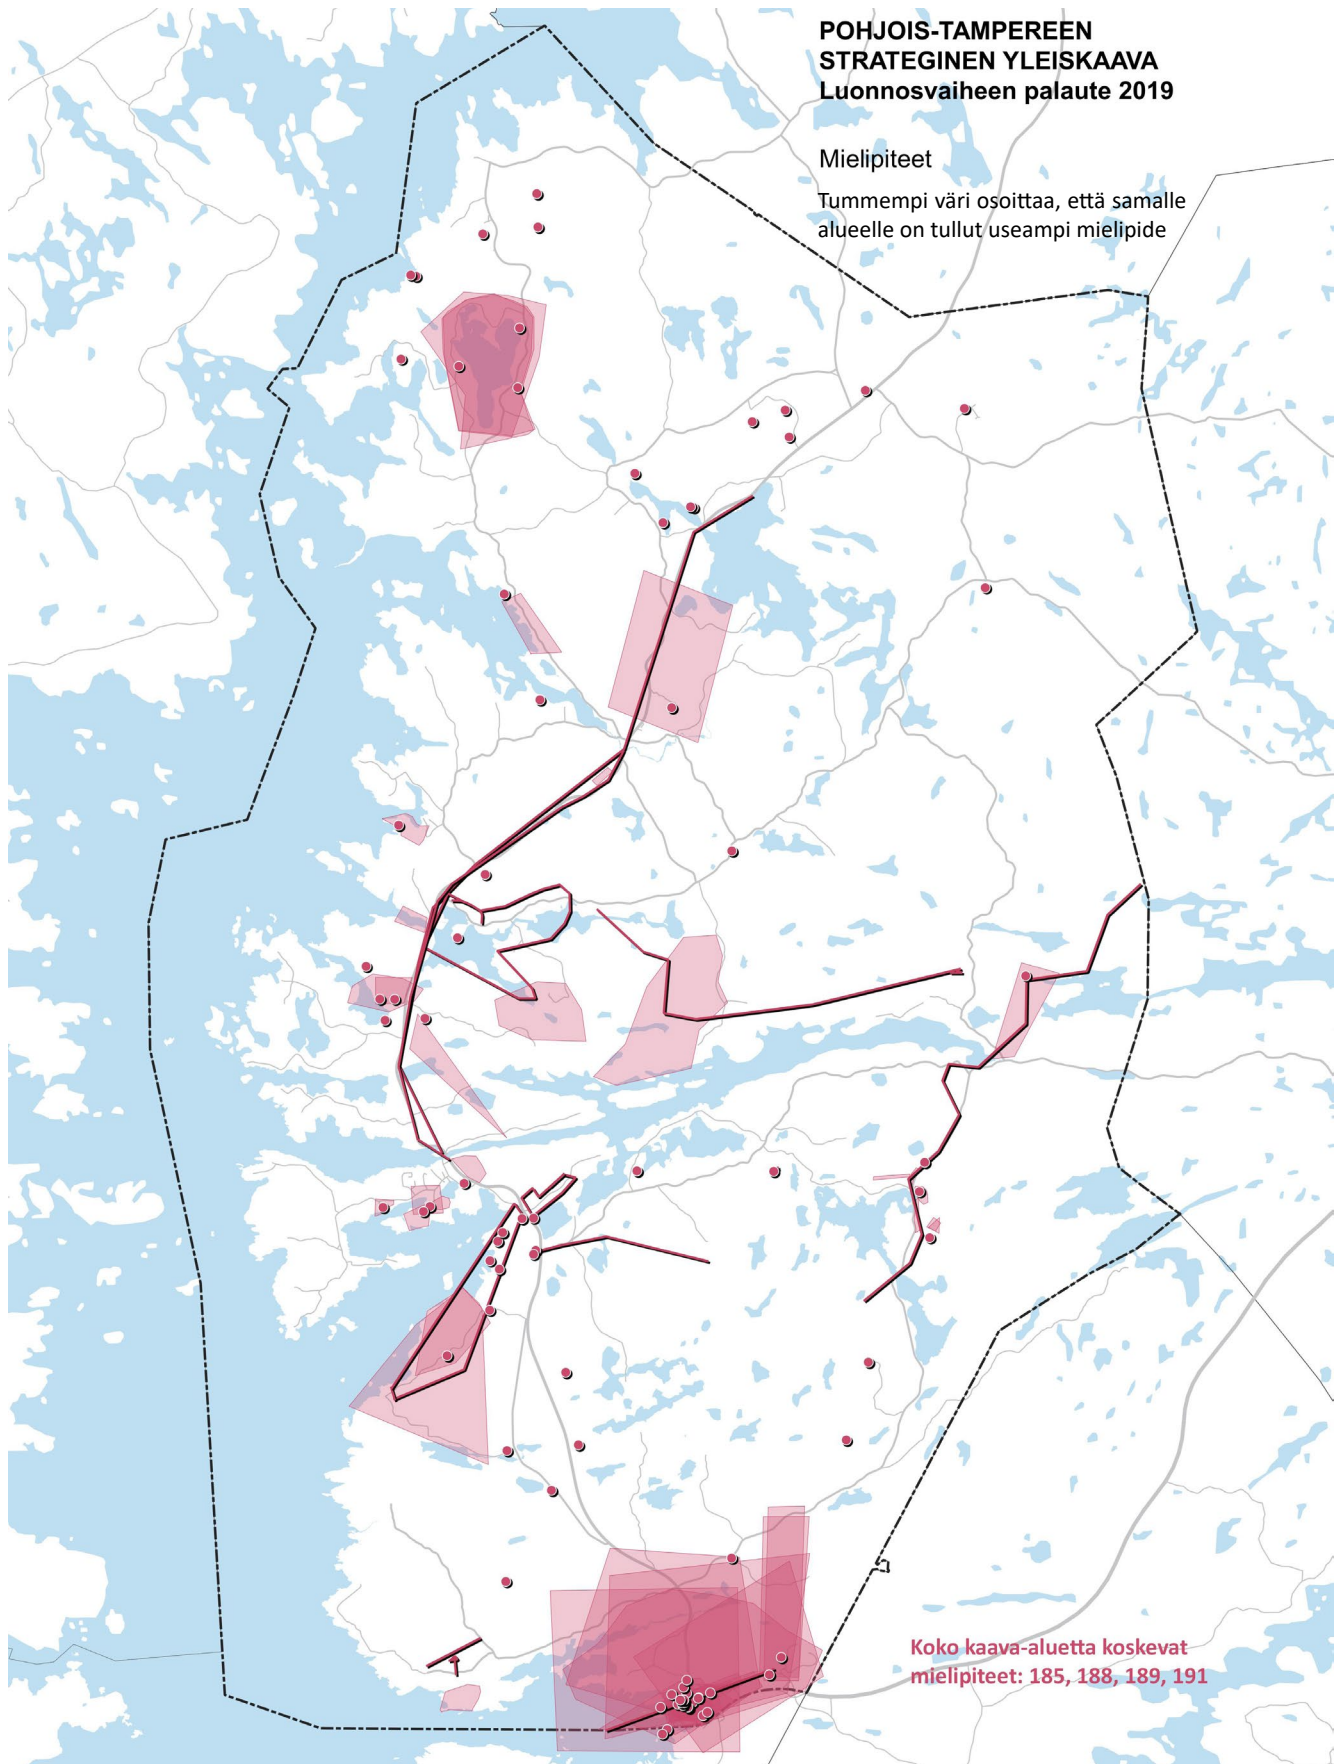 POHJOIS-TAMPEREEN
STRATEGINEN YLEISKAAVA
Luonnosvaiheen palaute 2019
Mielipiteet
Tummempi väri osoittaa, että samalle
alueelle on tullut useampi mielipide
Koko kaava-aluetta koskevat
mielipiteet: 185, 188, 189, 191